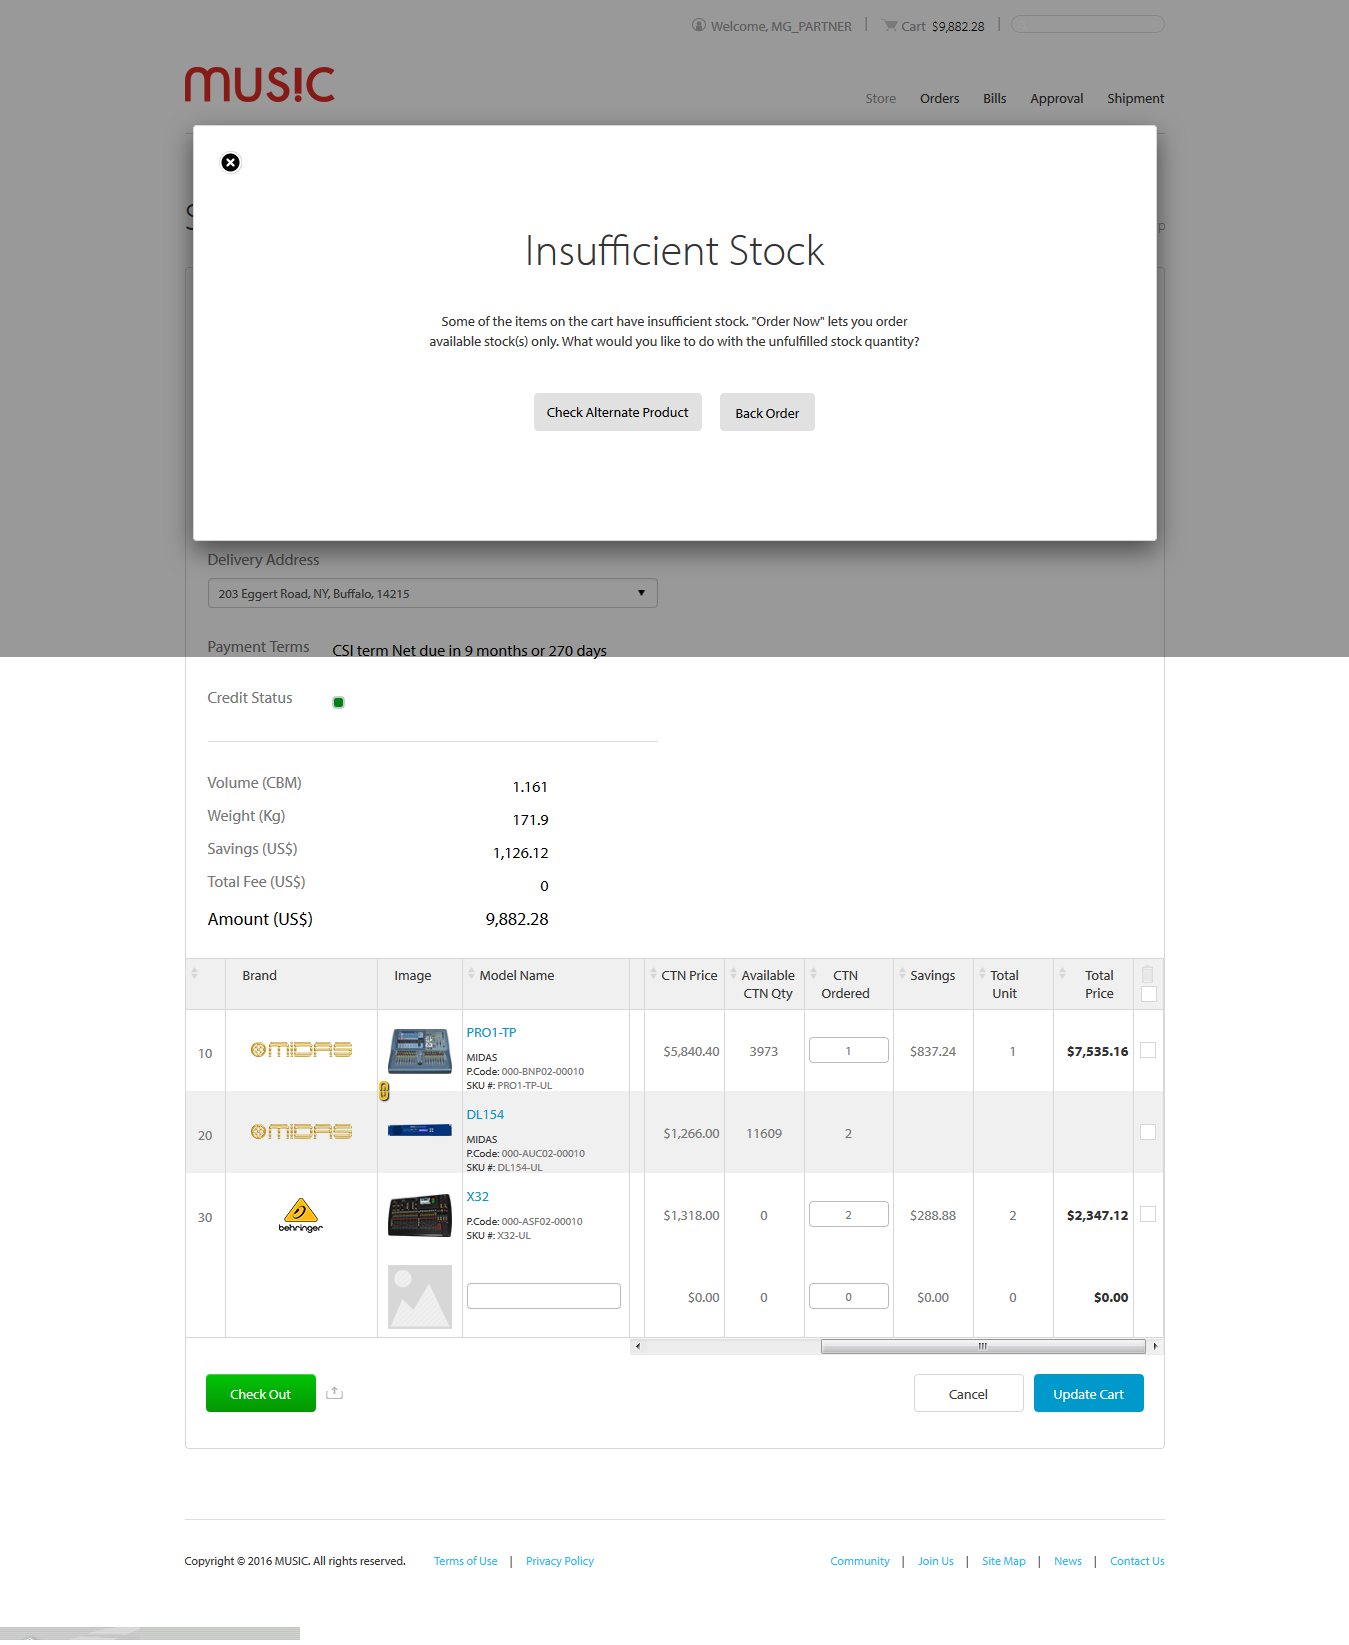 Welcome, MG_PARTNER | Cart $9,882.28 |
MUS!C
Store Orders Bills Approval Shipment
Insufficient Stock
Some of the items on the cart have insufficient stock. "Order Now" lets you order
available stock(s) only. What would you like to do with the unfulfilled stock quantity?
Check Alternate Product Back Order
Delivery Address
203 Eggert Road, NY, Buffalo, 14215
Payment Terms CSI term Net due in 9 months or 270 days
Credit Status
Volume (CBM) 1.161
Weight (Kg) 171.9
Savings (US$) 1,126.12
Total Fee (US$) 0
Amount (US$) 9,882.28
Brand Image Model Name CTN Price Available CTN Savings Total Total
CTN Qty Ordered Unit Price
PRO1-TP
10 MIDAS $5,840.40 3973 1 $837.24 1 $7,535.16
MIDAS
P.Code: 000-BNP02-00010
SKU #: PRO1-TP-UL
DL154
20 MIDAS $1,266.00 11609 2
MIDAS
P.Code: 000-AUC02-00010
SKU #: DL154-UL
X32
30 behringer $1,318.00 0 2 $288.88 2 $2,347.12
P.Code: 000-ASF02-00010
SKU #: X32-UL
$0.00 0 0 $0.00 0 $0.00
Check Out Cancel Update Cart
Copyright © 2016 MUSIC. All rights reserved. Terms of Use | Privacy Policy Community | Join Us | Site Map | News | Contact Us